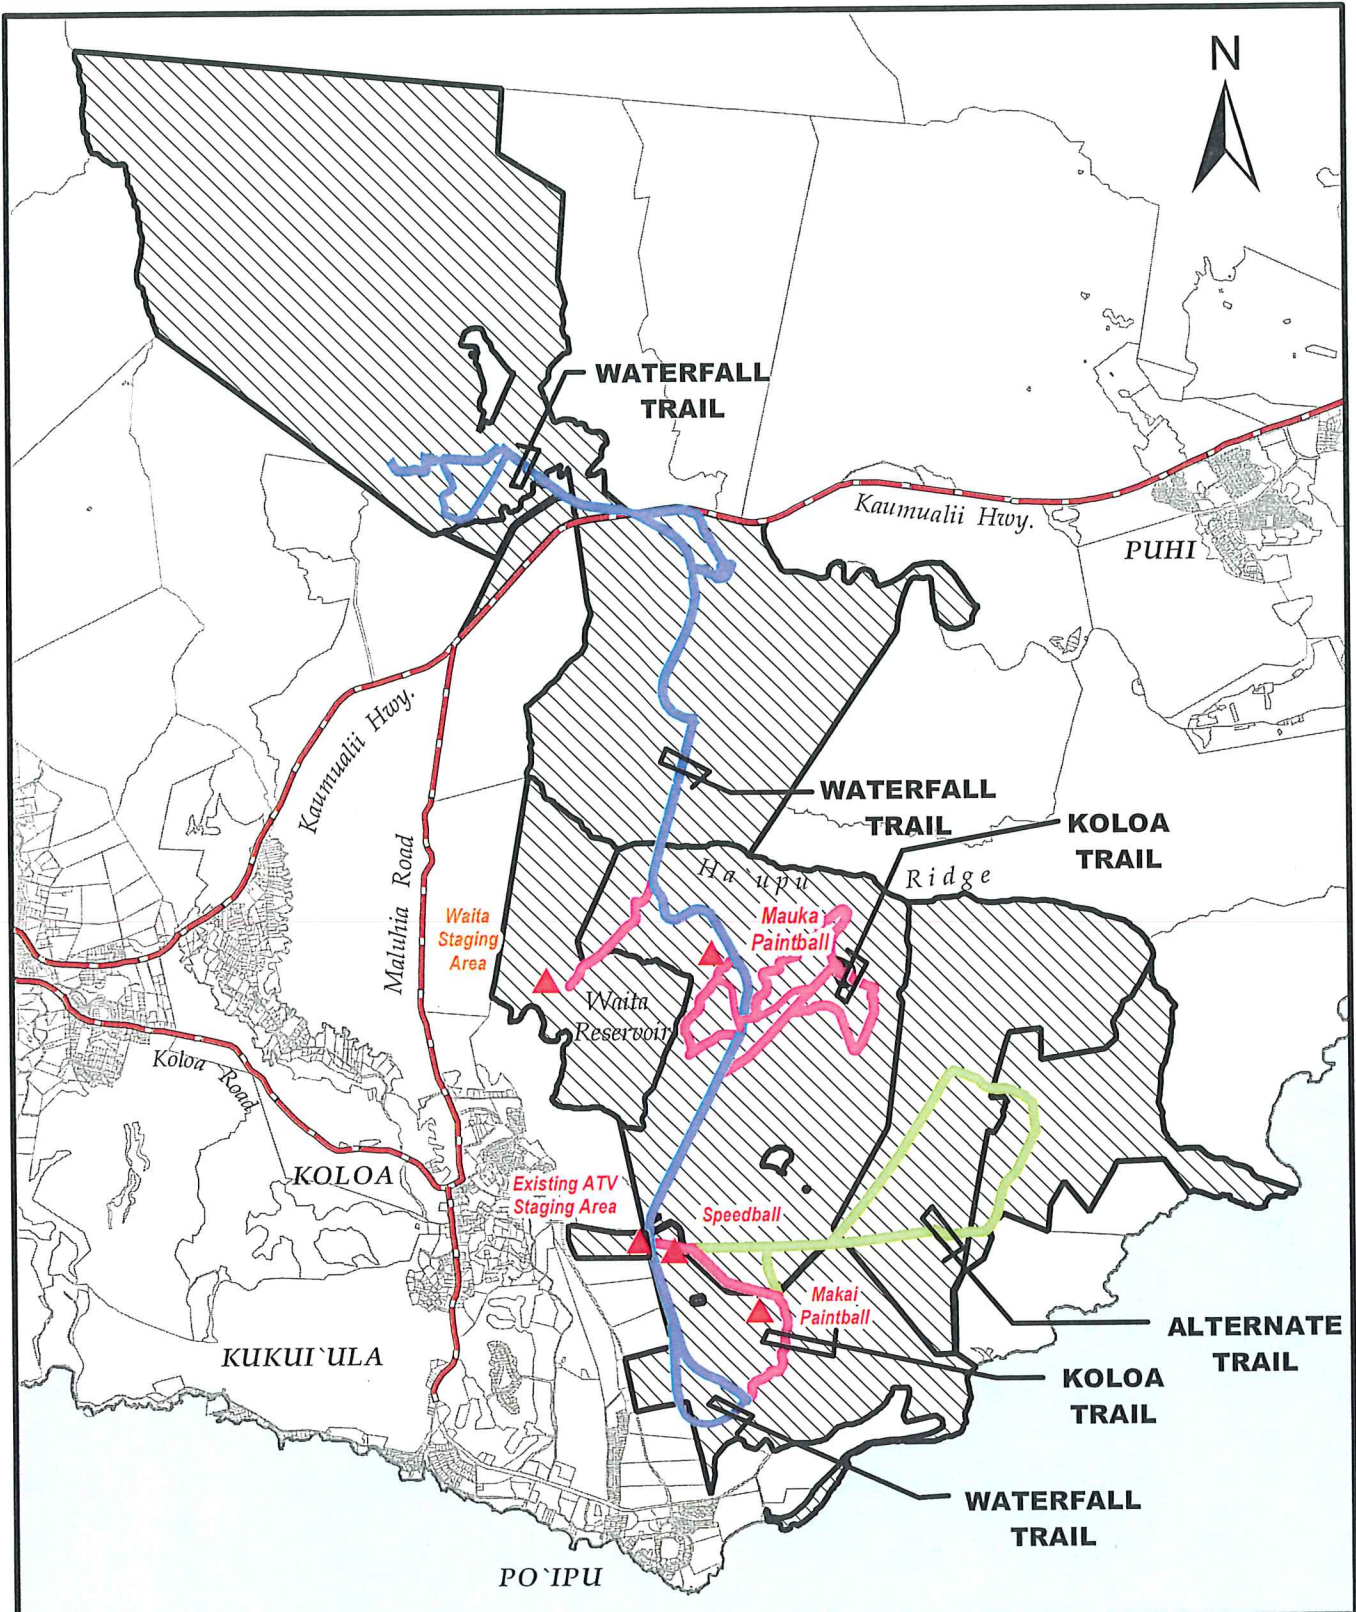 N
WATERFALL
TRAIL
Kaumualii Hwy.
PUHI
Kaumualii Hwy.
Maluhia Road
WATERFALL
TRAIL
KOLOA
TRAIL
Ha`upu Ridge
Waita
Staging
Area
Mauka
Paintball
Waita
Reservoir
Koloa Road
KOLOA
Existing ATV
Staging Area
Speedball
Makai
Paintball
ALTERNATE
TRAIL
KUKUI`ULA
KOLOA
TRAIL
WATERFALL
TRAIL
PO`IPU